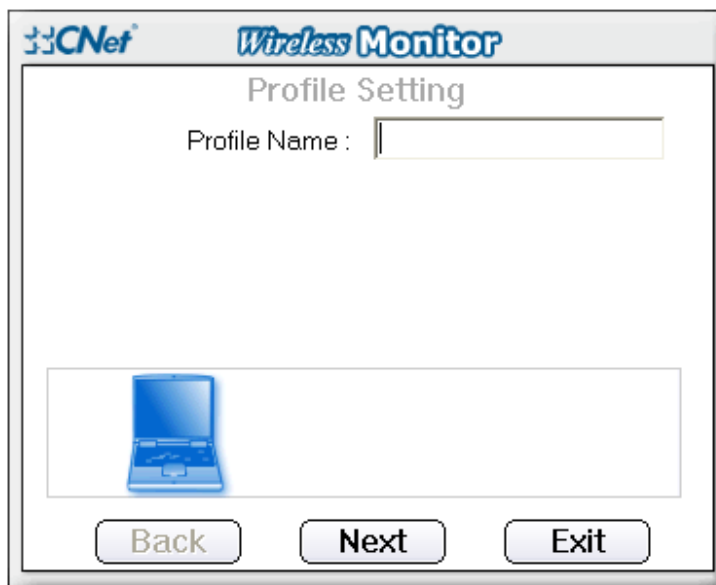 CNet Wireless Monitor
Profile Setting
Profile Name :
Back Next Exit